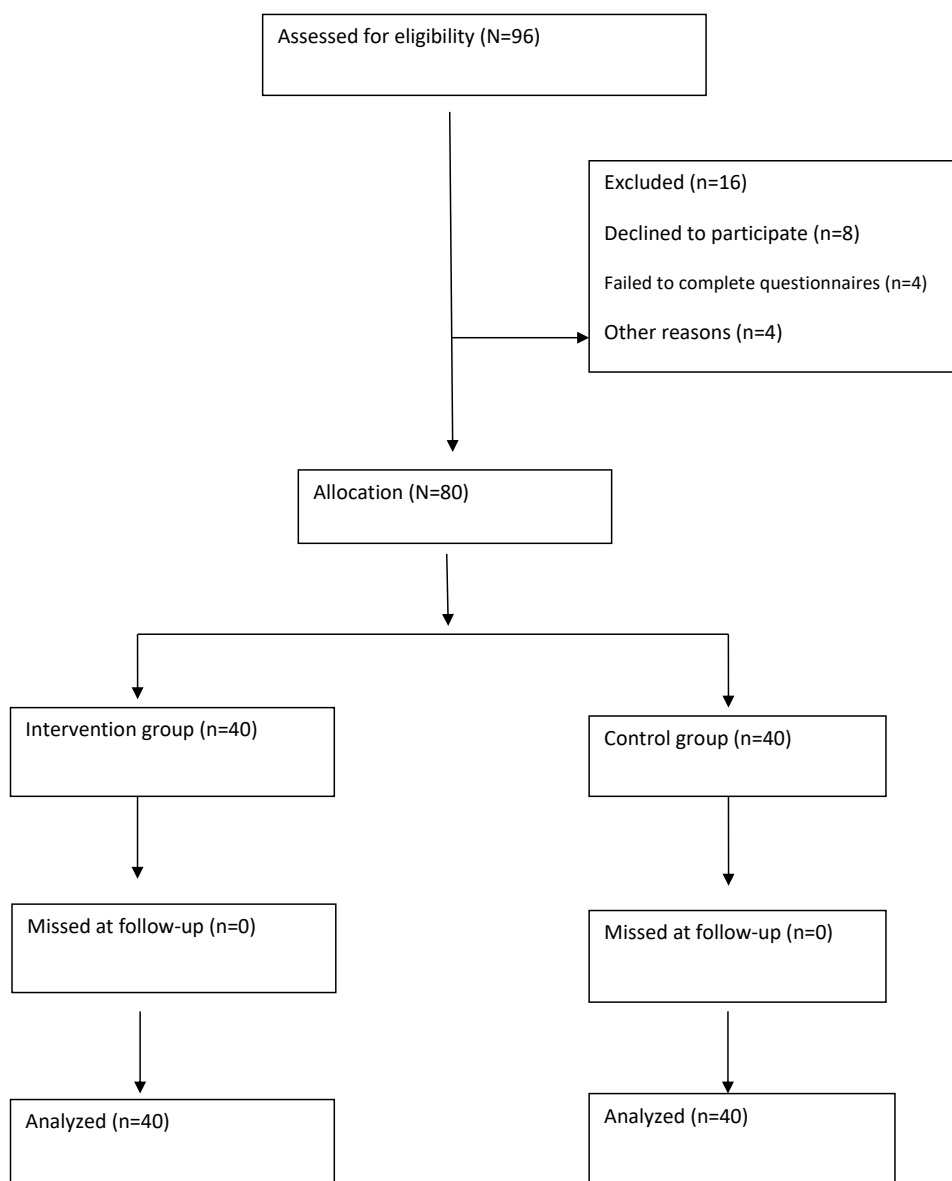 Assessed for eligibility (N=96)
Excluded (n=16)
Declined to participate (n=8)
Failed to complete questionnaires (n=4)
Other reasons (n=4)
Allocation (N=80)
Intervention group (n=40)
Control group (n=40)
Missed at follow-up (n=0)
Missed at follow-up (n=0)
Analyzed (n=40)
Analyzed (n=40)